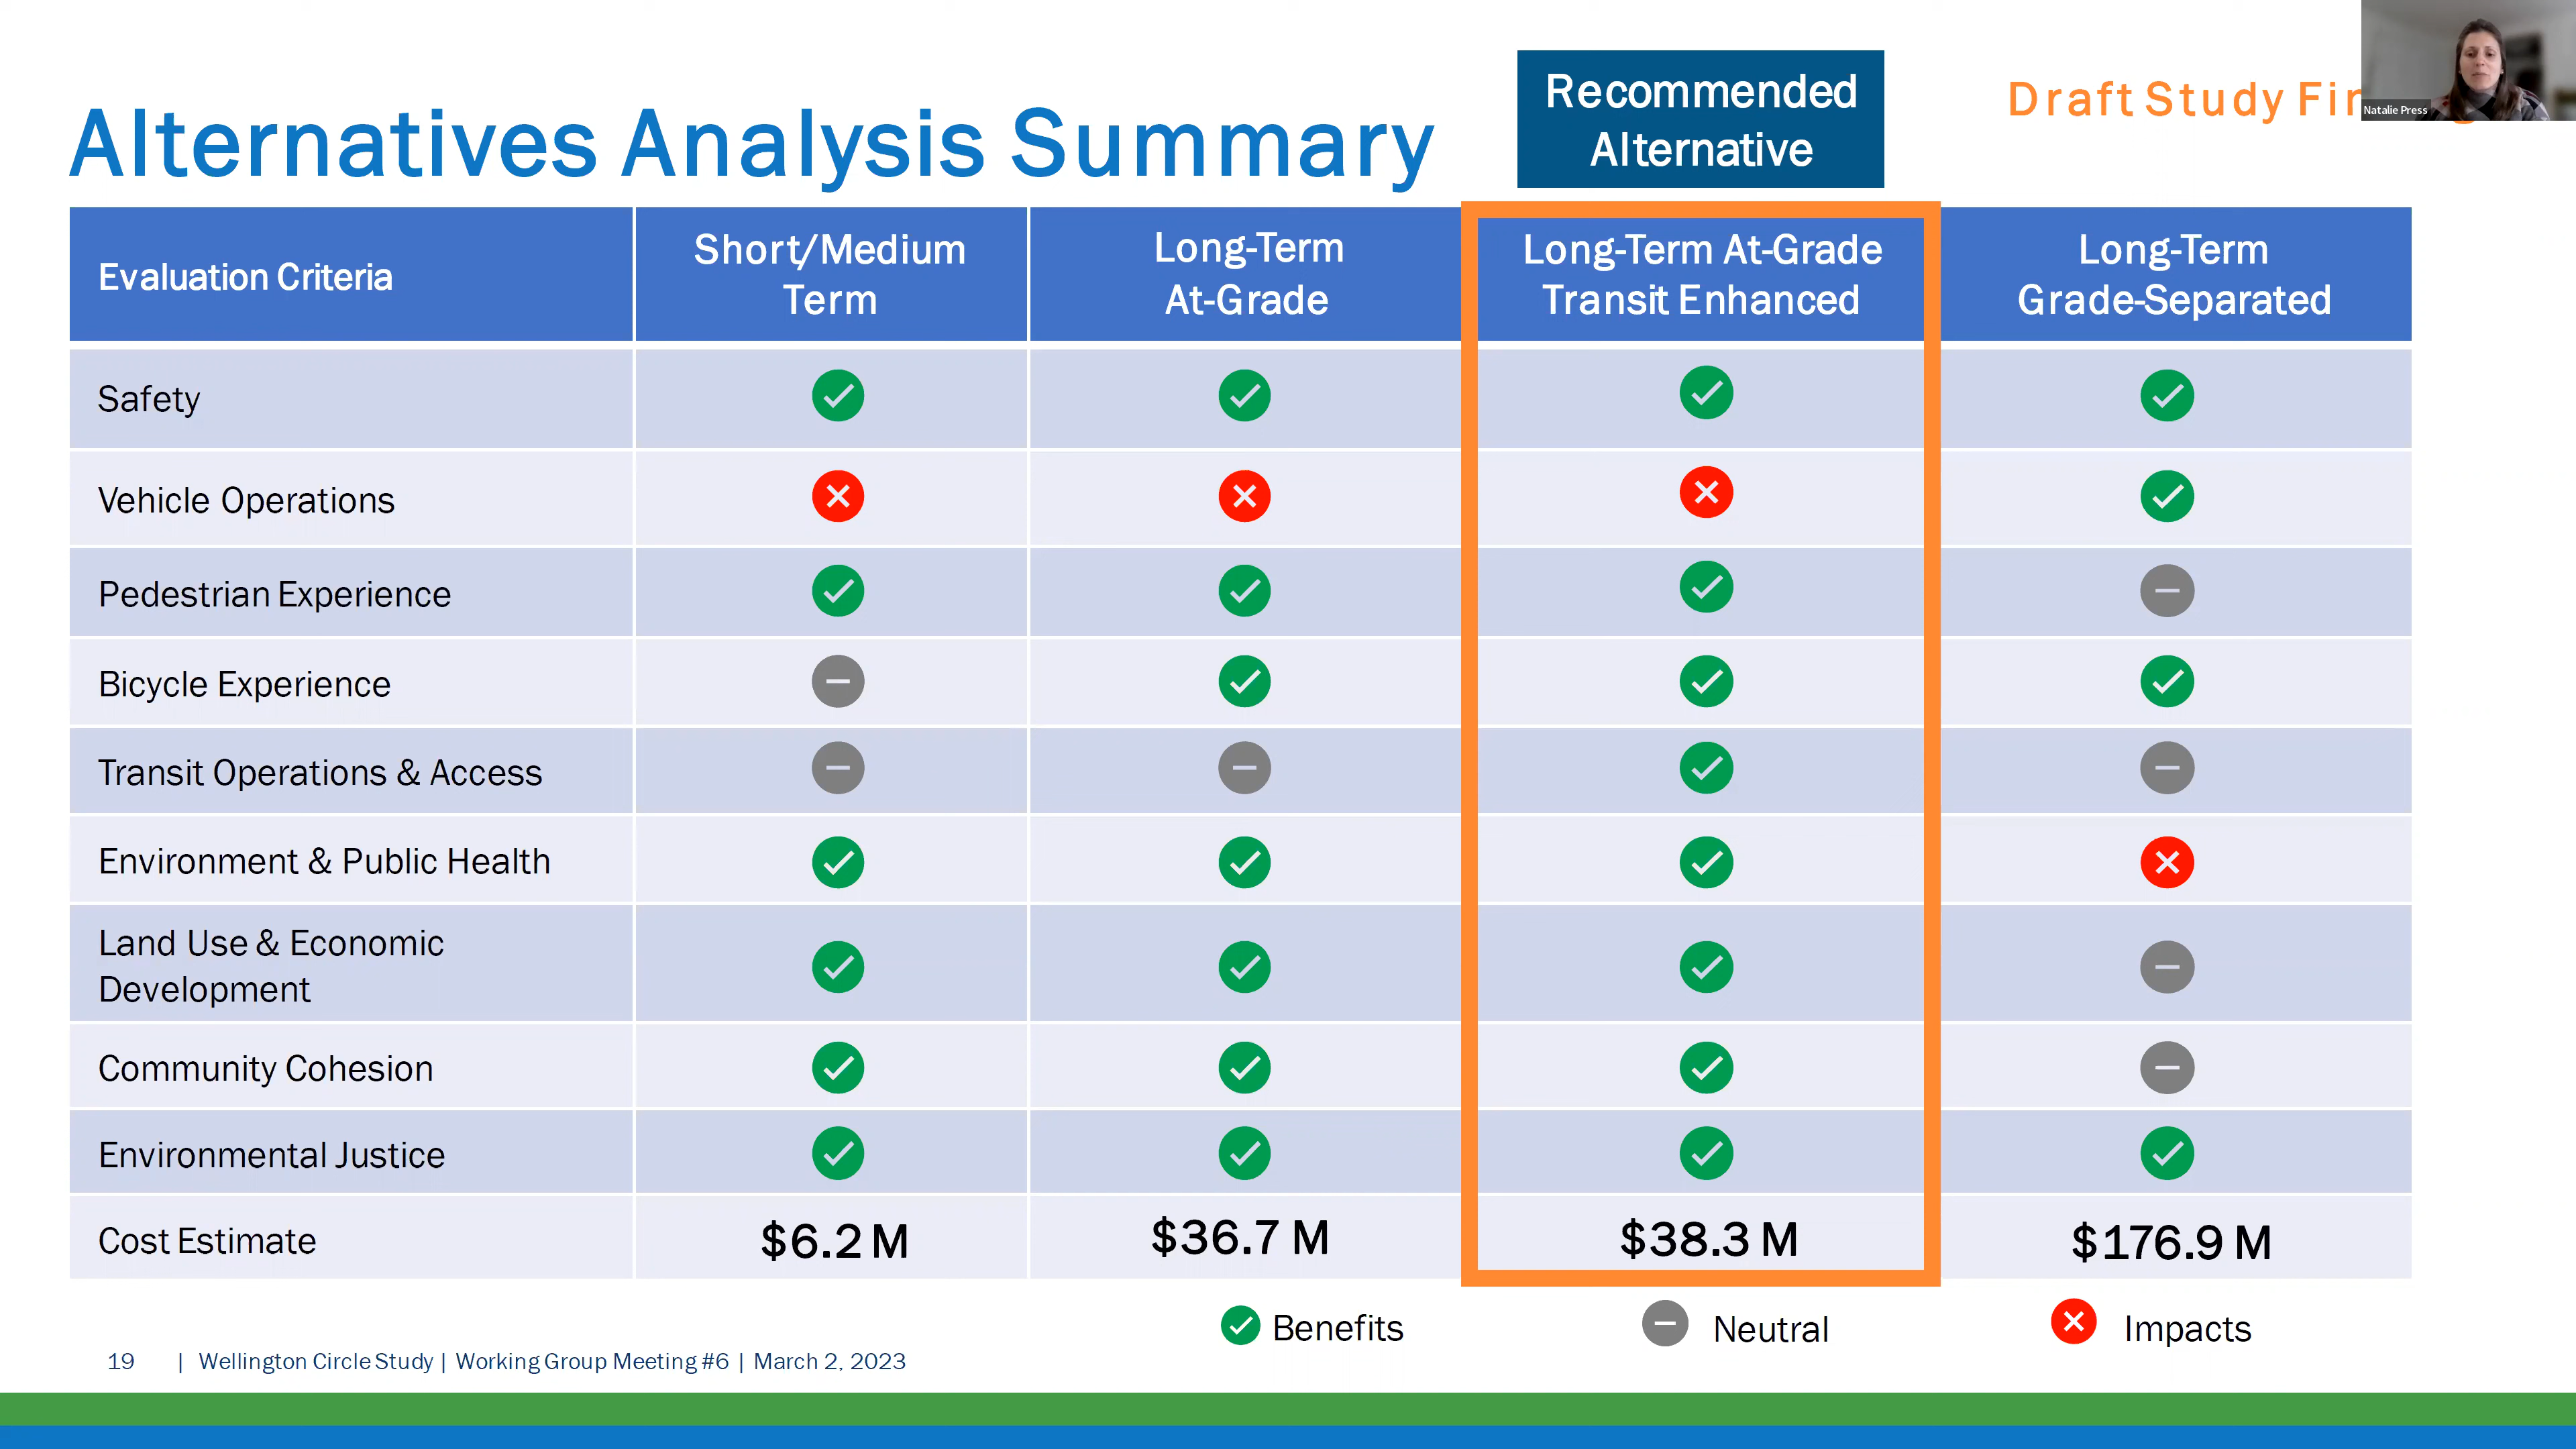 Recommended
Alternative
Draft Study
Natalie Press
Alternatives Analysis Summary
Evaluation Criteria
Short/Medium
Term
Long-Term
At-Grade
Long-Term At-Grade
Transit Enhanced
Long-Term
Grade-Separated
Safety
Vehicle Operations
Pedestrian Experience
Bicycle Experience
Transit Operations & Access
Environment & Public Health
Land Use & Economic
Development
Community Cohesion
Environmental Justice
Cost Estimate
$6.2 M
$36.7 M
$38.3 M
$176.9 M
Benefits
Neutral
Impacts
19 | Wellington Circle Study | Working Group Meeting #6 | March 2, 2023